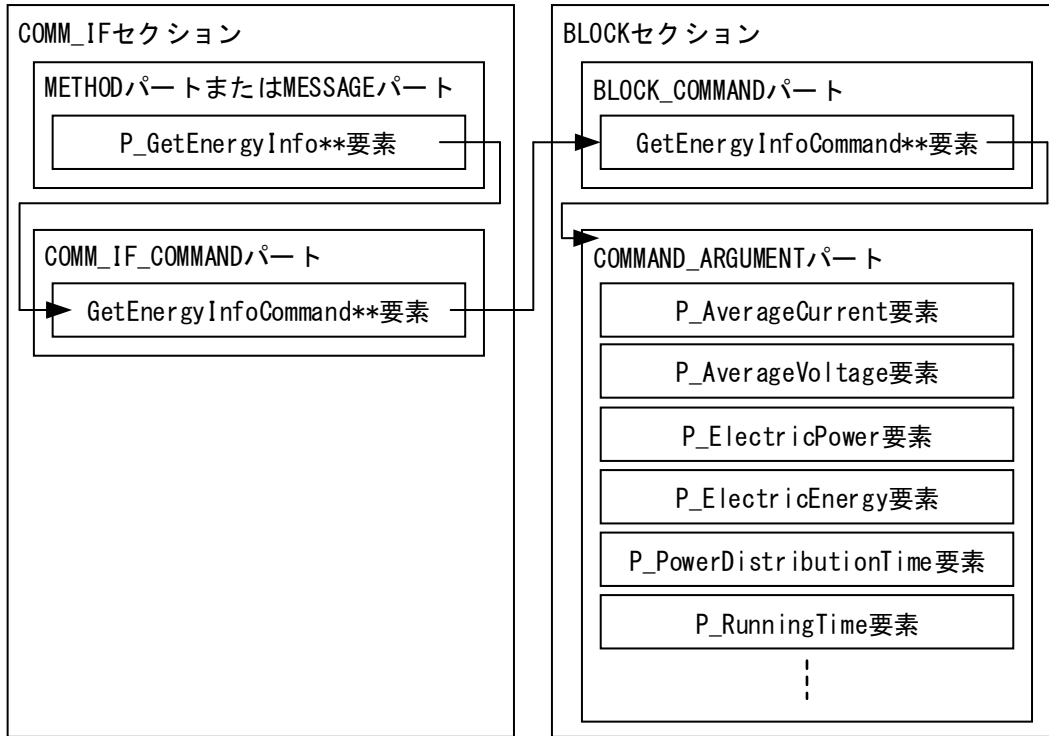 COMM_IFセクション
METHODパートまたはMESSAGEパート
P_GetEnergyInfo**要素
COMM_IF_COMMANDパート
GetEnergyInfoCommand**要素
BLOCKセクション
BLOCK_COMMANDパート
GetEnergyInfoCommand**要素
COMMAND_ARGUMENTパート
P_AverageCurrent要素
P_AverageVoltage要素
P_ElectricPower要素
P_ElectricEnergy要素
P_PowerDistributionTime要素
P_RunningTime要素